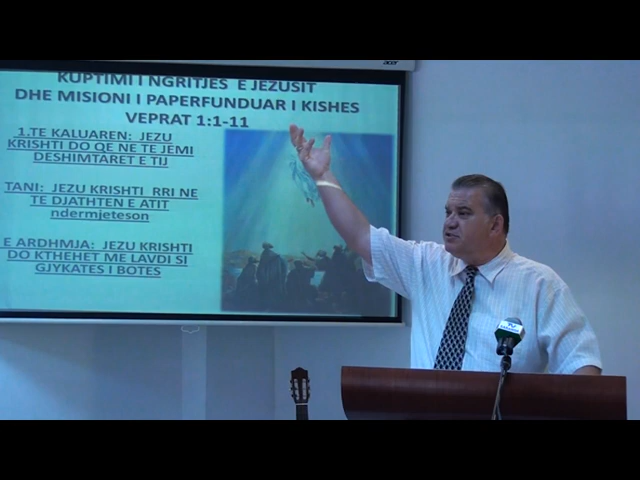 acer
KUPTIMI I NGRITJES E JEZUSIT
DHE MISIONI I PAPERFUNDUAR I KISHES
VEPRAT 1:1-11
1.TE KALUAREN: JEZU
KRISHTI DO QE NE TE JEMI
DESHIMTARET E TIJ
TANI: JEZU KRISHTI RRI NE
TE DJATHTEN E ATIT
ndermjeteson
E ARDHMJA: JEZU KRISHTI
DO KTHEHET ME LAVDI SI
GJYKATES I BOTES